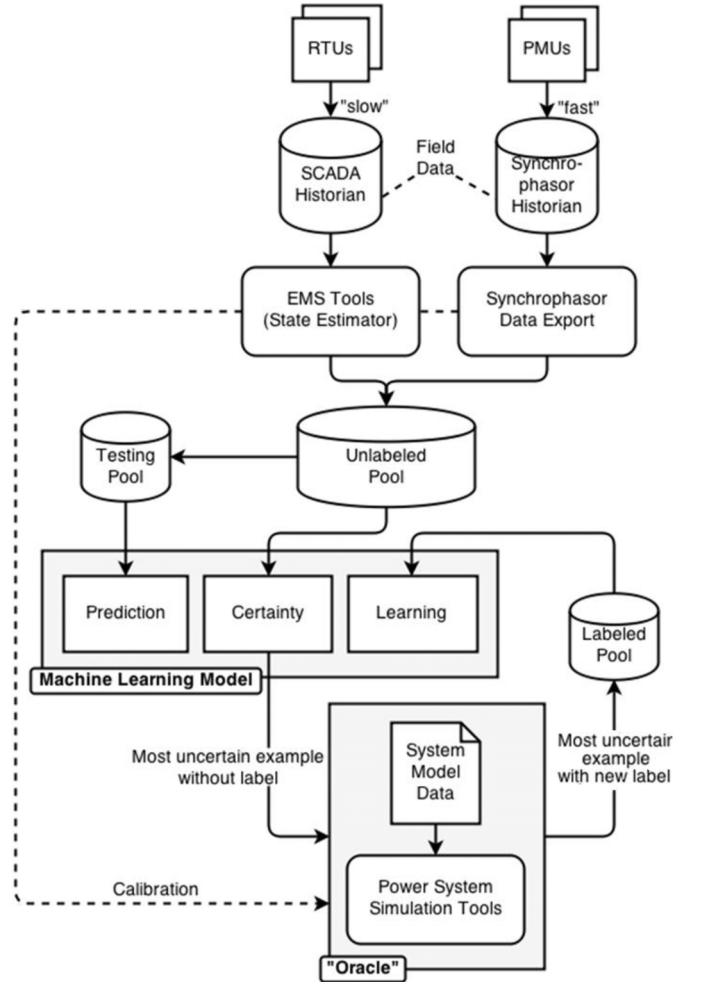 RTUs
PMUs
"slow"
"fast"
SCADA
Historian
Field
Data
Synchro-
phasor
Historian
EMS Tools
(State Estimator)
Synchrophasor
Data Export
Testing
Pool
Unlabeled
Pool
Prediction
Certainty
Learning
Labeled
Pool
Machine Learning Model
Most uncertain example
without label
System
Model
Data
Most uncertair
example
with new label
Calibration
Power System
Simulation Tools
"Oracle"